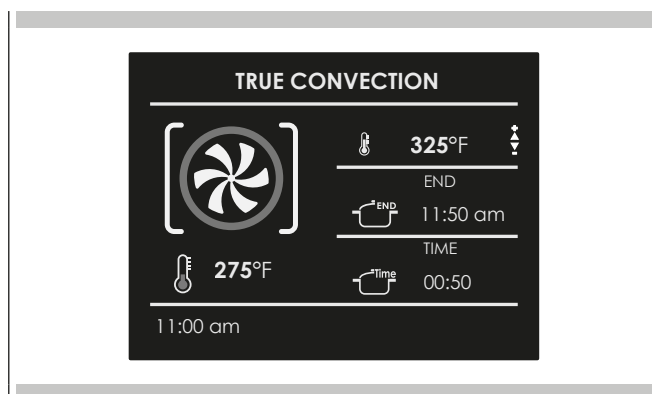 TRUE CONVECTION
325°F
END
END
11:50 am
TIME
275°F
Time
00:50
11:00 am